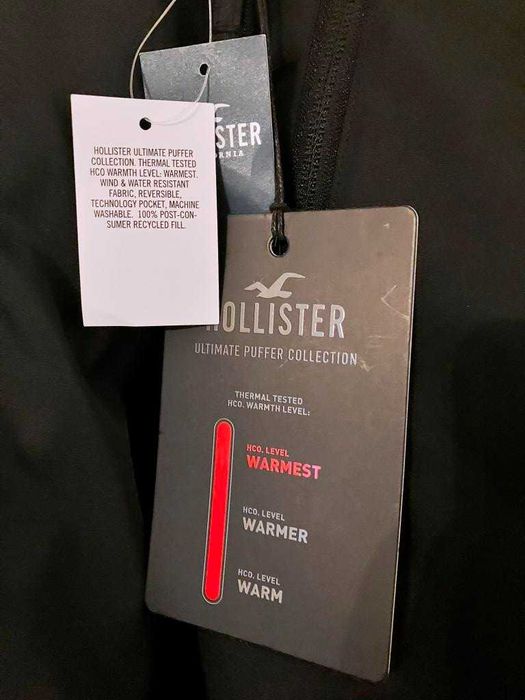 HOLLISTER ULTIMATE PUFFER
COLLECTION. THERMAL TESTED
HCO WARMTH LEVEL: WARMEST.
WIND & WATER RESISTANT
FABRIC, REVERSIBLE,
TECHNOLOGY POCKET, MACHINE
WASHABLE. 100% POST-CON-
SUMER RECYCLED FILL.
STER
RNIA
HOLLISTER
ULTIMATE PUFFER COLLECTION
THERMAL TESTED
HCO. WARMTH LEVEL:
HCO. LEVEL
WARMEST
HCO. LEVEL
WARMER
HCO. LEVEL
WARM